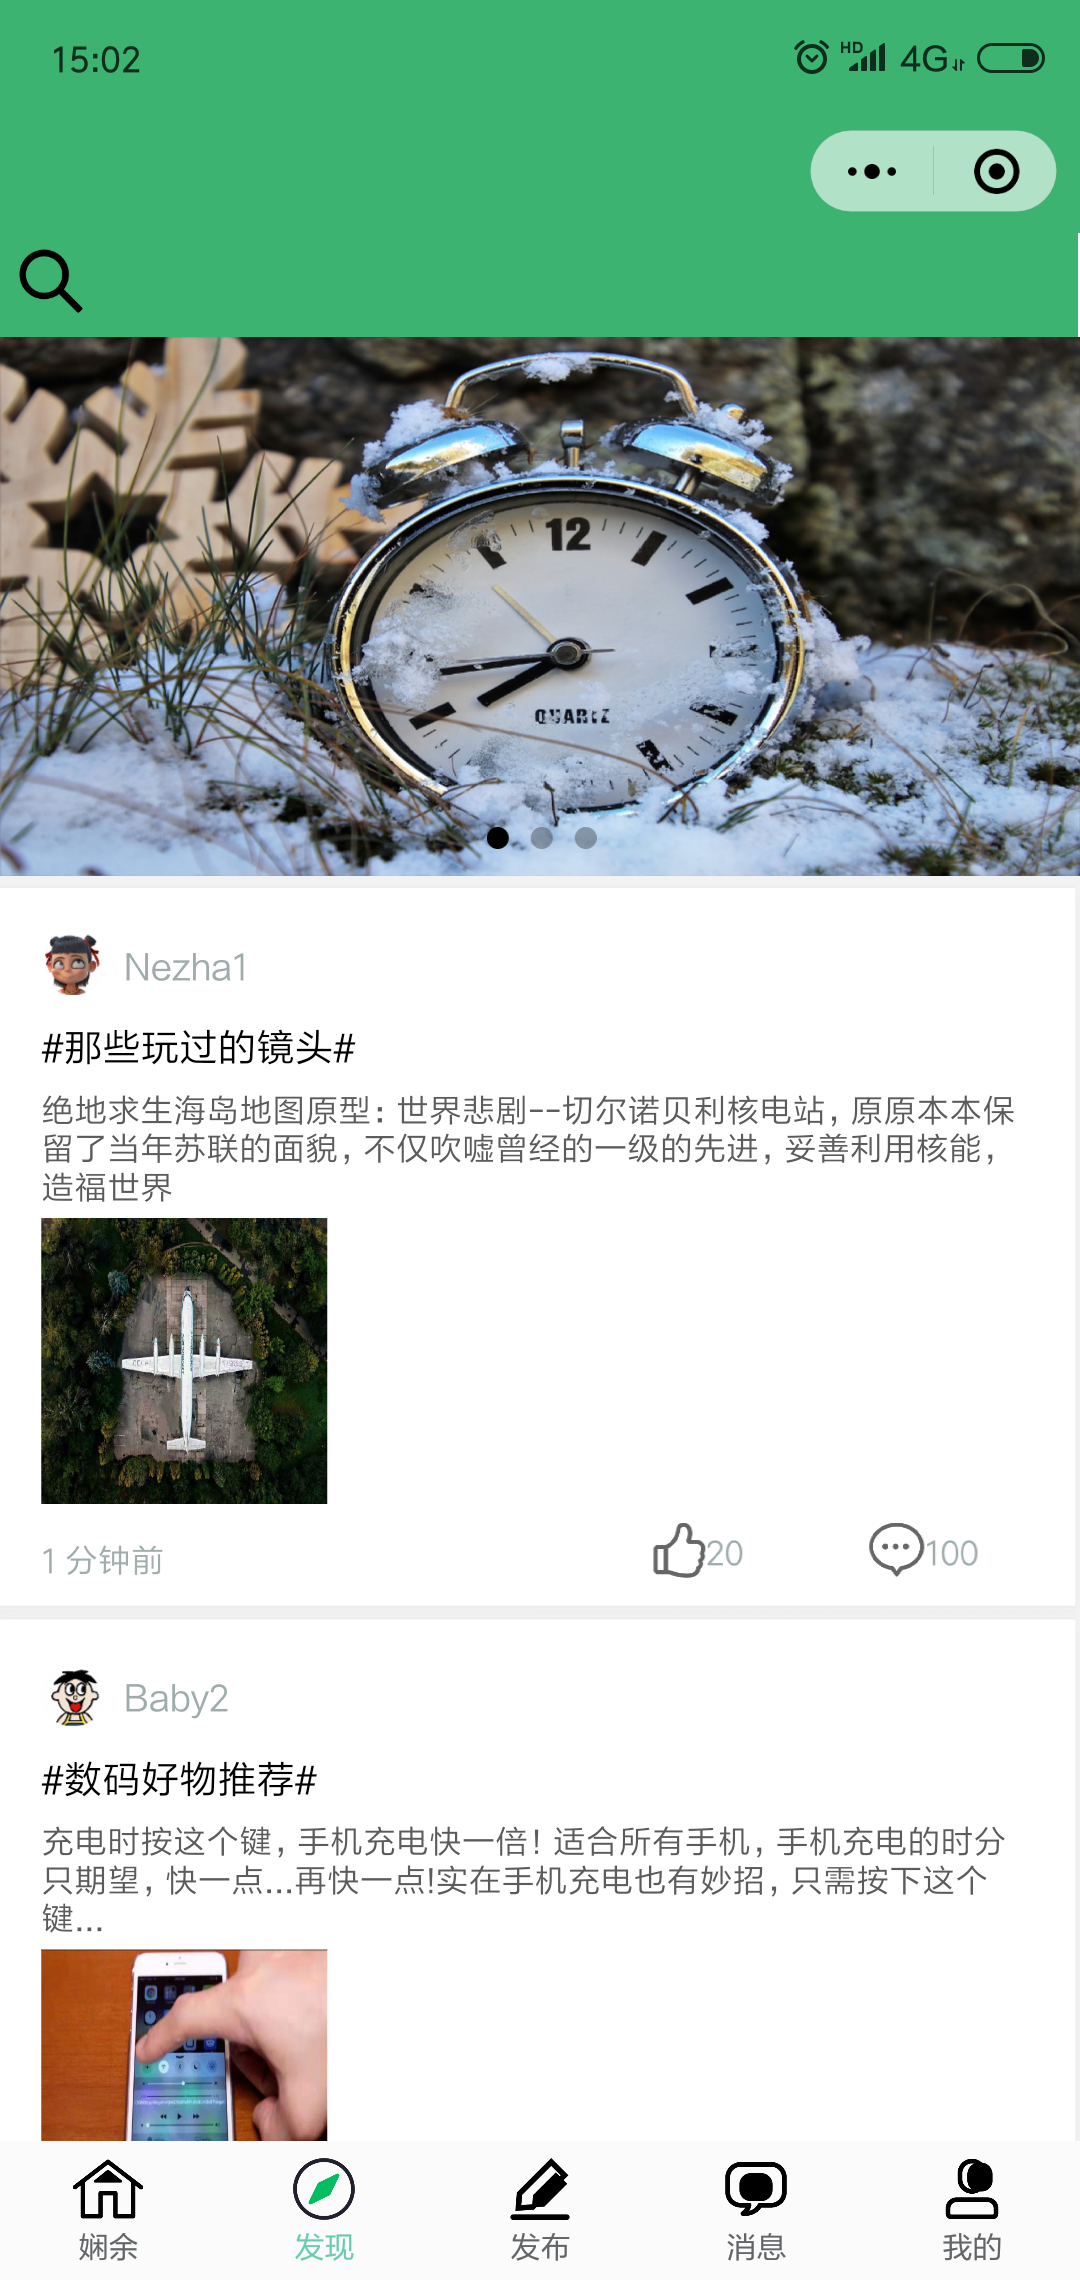 15:02
HD 4G
12
QUARTZ
Nezha1
#那些玩过的镜头#
绝地求生海岛地图原型：世界悲剧--切尔诺贝利核电站，原原本本保
留了当年苏联的面貌，不仅吹嘘曾经的一级的先进，妥善利用核能，
造福世界
1 分钟前
20
100
Baby2
#数码好物推荐#
充电时按这个键，手机充电快一倍！适合所有手机，手机充电的时分
只期望，快一点...再快一点!实在手机充电也有妙招，只需按下这个
键...
娴余
发现
发布
消息
我的